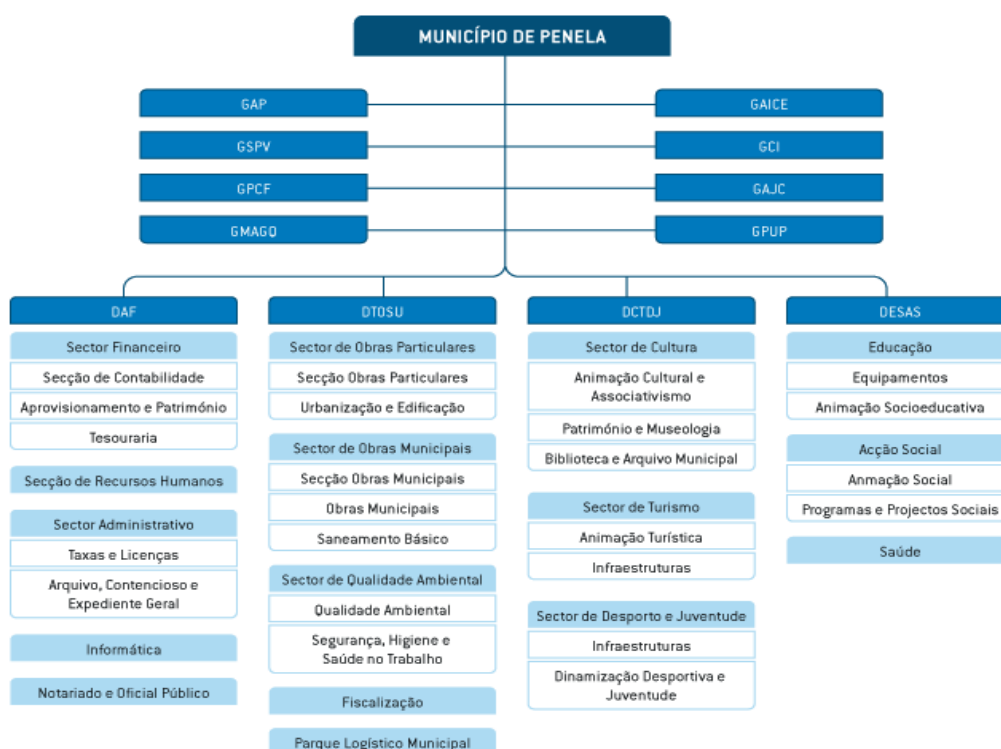 MUNICÍPIO DE PENELA
GAP
GAICE
GSPV
GCI
GPCF
GAJC
GMAGQ
GPUP
DAF
Sector Financeiro
Secção de Contabilidade
Aprovisionamento e Património
Tesouraria
Secção de Recursos Humanos
Sector Administrativo
Taxas e Licenças
Arquivo, Contencioso e
Expediente Geral
Informática
Notariado e Oficial Público
DTOSU
Sector de Obras Particulares
Secção Obras Particulares
Urbanização e Edificação
Sector de Obras Municipais
Secção Obras Municipais
Obras Municipais
Saneamento Básico
Sector de Qualidade Ambiental
Qualidade Ambiental
Segurança, Higiene e
Saúde no Trabalho
Fiscalização
Parque Logístico Municipal
DCTDJ
Sector de Cultura
Animação Cultural e
Associativismo
Património e Museologia
Biblioteca e Arquivo Municipal
Sector de Turismo
Animação Turística
Infraestruturas
Sector de Desporto e Juventude
Infraestruturas
Dinamização Desportiva e
Juventude
DESAS
Educação
Equipamentos
Animação Socioeducativa
Acção Social
Anmação Social
Programas e Projectos Sociais
Saúde